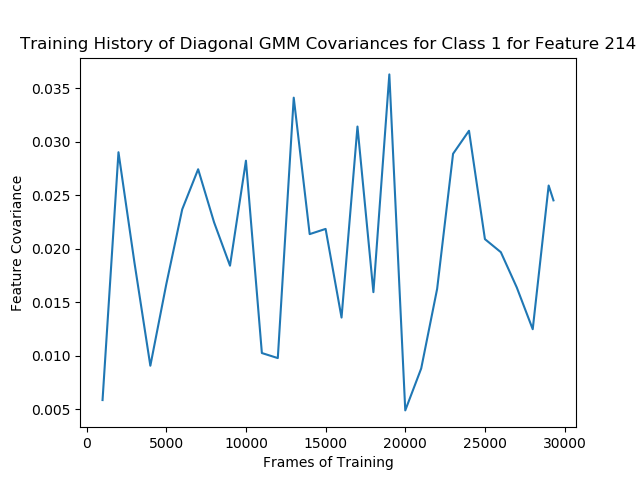 Training History of Diagonal GMM Covariances for Class 1 for Feature 214
0.035
0.030
0.025
0.020
0.015
0.010
0.005
Feature Covariance
0 5000 10000 15000 20000 25000 30000
Frames of Training